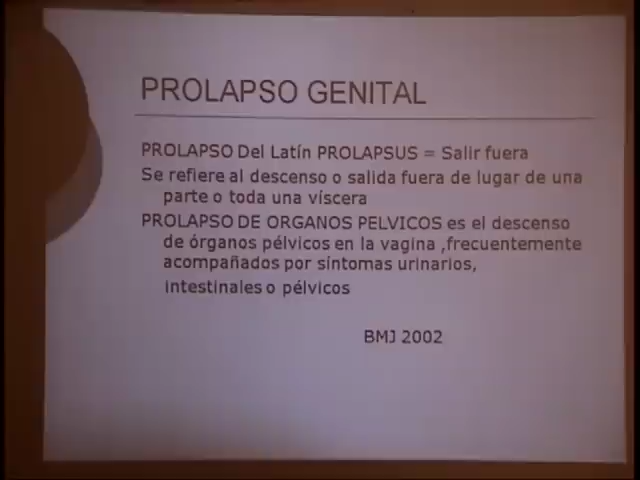 PROLAPSO GENITAL
PROLAPSO Del Latín PROLAPSUS = Salir fuera
Se refiere al descenso o salida fuera de lugar de una
parte o toda una víscera
PROLAPSO DE ORGANOS PELVICOS es el descenso
de órganos pélvicos en la vagina ,frecuentemente
acompañados por síntomas urinarios,
intestinales o pélvicos
BMJ 2002